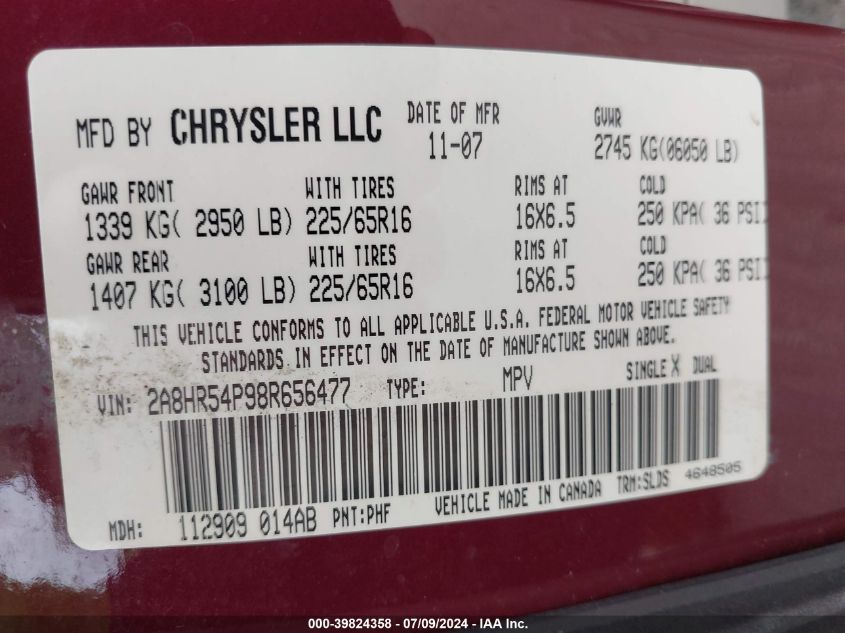 MFD BY CHRYSLER LLC DATE OF MFR GVWR
11-07 2745 KG(06050 LB)
GAWR FRONT WITH TIRES RIMS AT COLD
1339 KG( 2950 LB) 225/65R16 16X6.5 250 KPA( 36 PSI)
GAWR REAR WITH TIRES RIMS AT COLD
1407 KG( 3100 LB) 225/65R16 16X6.5 250 KPA( 36 PSI)
THIS VEHICLE CONFORMS TO ALL APPLICABLE U.S.A. FEDERAL MOTOR VEHICLE SAFETY
STANDARDS IN EFFECT ON THE DATE OF MANUFACTURE SHOWN ABOVE.
VIN: 2A8HR54P98R656477 TYPE: MPV SINGLE X DUAL
MDH: 112909 014AB PNT:PHF VEHICLE MADE IN CANADA TRM:SLDS 4648505
000-39824358 - 07/09/2024 - IAA Inc.